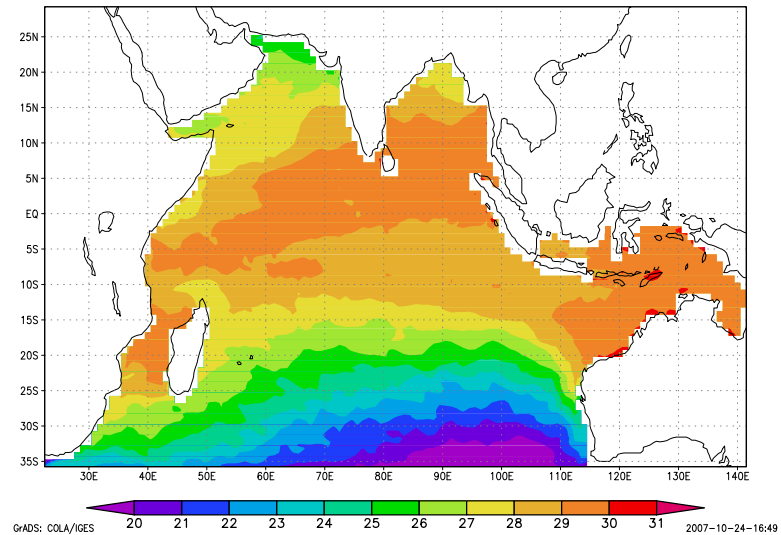 25N
20N
15N
10N
5N
EQ
5S
10S
15S
20S
25S
30S
35S
30E 40E 50E 60E 70E 80E 90E 100E 110E 120E 130E 140E
20 21 22 23 24 25 26 27 28 29 30 31
GrADS: COLA/IGES 2007-10-24-16:49